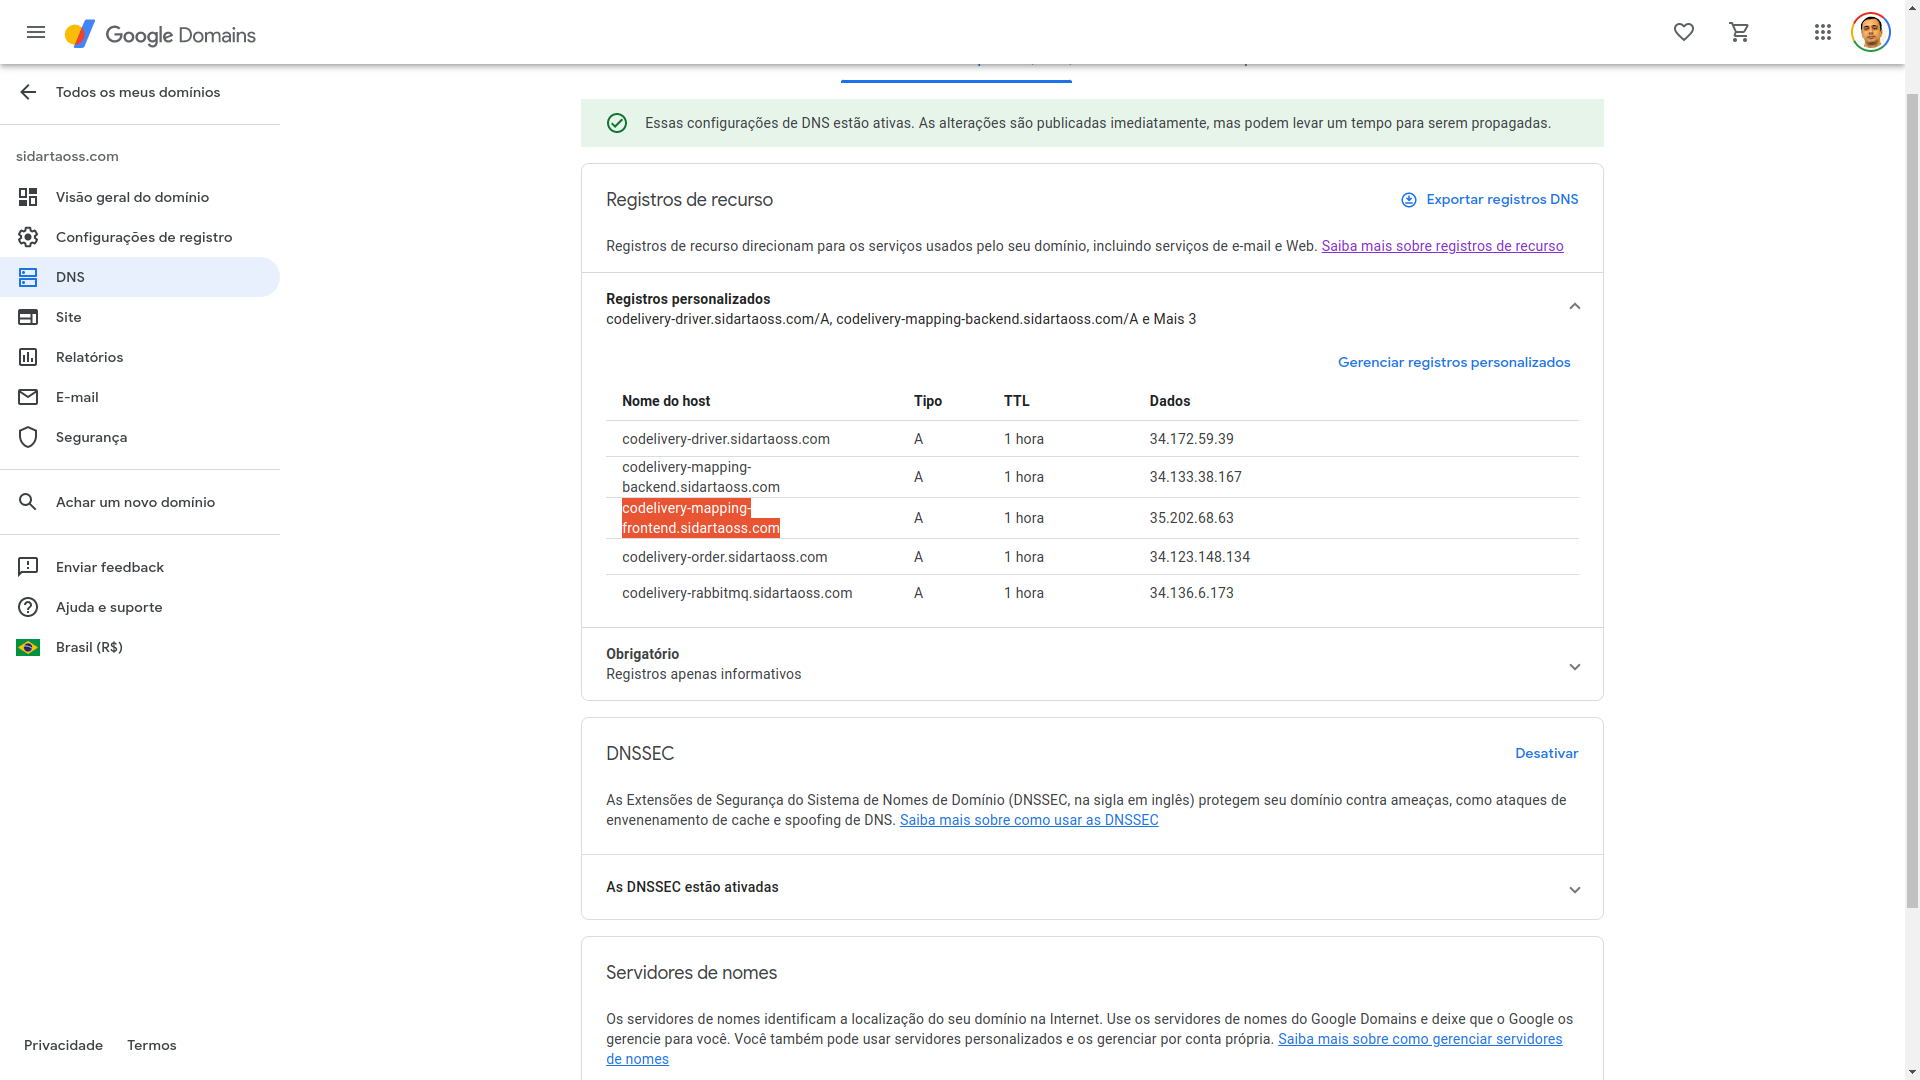 Google Domains
Todos os meus domínios
sidartaoss.com
Visão geral do domínio
Configurações de registro
DNS
Site
Relatórios
E-mail
Segurança
Achar um novo domínio
Enviar feedback
Ajuda e suporte
Brasil (R$)
Privacidade
Termos
Essas configurações de DNS estão ativas. As alterações são publicadas imediatamente, mas podem levar um tempo para serem propagadas.
Registros de recurso
Exportar registros DNS
Registros de recurso direcionam para os serviços usados pelo seu domínio, incluindo serviços de e-mail e Web. Saiba mais sobre registros de recurso
Registros personalizados
codelivery-driver.sidartaoss.com/A, codelivery-mapping-backend.sidartaoss.com/A e Mais 3
Gerenciar registros personalizados
Nome do host Tipo TTL Dados
codelivery-driver.sidartaoss.com A 1 hora 34.172.59.39
codelivery-mapping-
backend.sidartaoss.com A 1 hora 34.133.38.167
codelivery-mapping-
frontend.sidartaoss.com A 1 hora 35.202.68.63
codelivery-order.sidartaoss.com A 1 hora 34.123.148.134
codelivery-rabbitmq.sidartaoss.com A 1 hora 34.136.6.173
Obrigatório
Registros apenas informativos
DNSSEC
Desativar
As Extensões de Segurança do Sistema de Nomes de Domínio (DNSSEC, na sigla em inglês) protegem seu domínio contra ameaças, como ataques de
envenenamento de cache e spoofing de DNS. Saiba mais sobre como usar as DNSSEC
As DNSSEC estão ativadas
Servidores de nomes
Os servidores de nomes identificam a localização do seu domínio na Internet. Use os servidores de nomes do Google Domains e deixe que o Google os
gerencie para você. Você também pode usar servidores personalizados e os gerenciar por conta própria. Saiba mais sobre como gerenciar servidores
de nomes